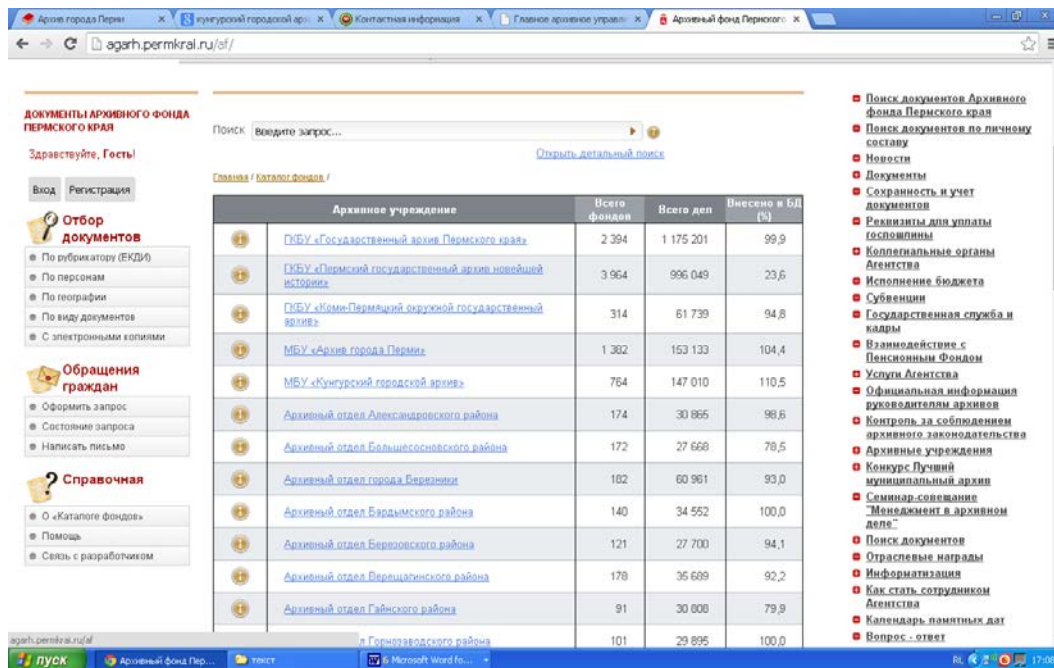 Архив города Перми
кунгурский городской архи
Контактная информация
Главное архивное управле
Архивный фонд Пермского
agarh.permkrai.ru/af/
ДОКУМЕНТЫ АРХИВНОГО ФОНДА
ПЕРМСКОГО КРАЯ
Здравствуйте, Гость!
Вход Регистрация
Отбор
документов
По рубрикатору (ЕКДИ)
По персонам
По географии
По виду документов
С электронными копиями
Обращения
граждан
Оформить запрос
Состояние запроса
Написать письмо
Справочная
О «Каталоге фондов»
Помощь
Связь с разработчиком
Поиск Введите запрос...
Открыть детальный поиск
Главная / Каталог фондов /
Архивное учреждение Всего фондов Всего дел Внесено в БД (%)
ГКБУ «Государственный архив Пермского края» 2 394 1 175 201 99,9
ГКБУ «Пермский государственный архив новейшей
истории» 3 964 996 049 23,6
ГКБУ «Коми-Пермяцкий окружной государственный
архив» 314 61 739 94,8
МБУ «Архив города Перми» 1 382 153 133 104,4
МБУ «Кунгурский городской архив» 764 147 010 110,5
Архивный отдел Александровского района 174 30 865 98,6
Архивный отдел Большесосновского района 172 27 668 78,5
Архивный отдел города Березники 182 60 961 93,0
Архивный отдел Бардымского района 140 34 552 100,0
Архивный отдел Березовского района 121 27 700 94,1
Архивный отдел Верещагинского района 178 35 689 92,2
Архивный отдел Гайнского района 91 30 808 79,9
л Горнозаводского района 101 29 895 100,0
Поиск документов Архивного
фонда Пермского края
Поиск документов по личному
составу
Новости
Документы
Сохранность и учет
документов
Реквизиты для уплаты
госпошлины
Коллегиальные органы
Агентства
Исполнение бюджета
Субвенции
Государственная служба и
кадры
Взаимодействие с
Пенсионным Фондом
Услуги Агентства
Официальная информация
руководителям архивов
Контроль за соблюдением
архивного законодательства
Архивные учреждения
Конкурс Лучший
муниципальный архив
Семинар-совещание
"Менеджмент в архивном
деле"
Поиск документов
Отраслевые награды
Информатизация
Как стать сотрудником
Агентства
Календарь памятных дат
Вопрос - ответ
agarh.permkrai.ru/af
пуск
Архивный фонд Пер...
текст
6 Microsoft Word fo...
RL
17:08